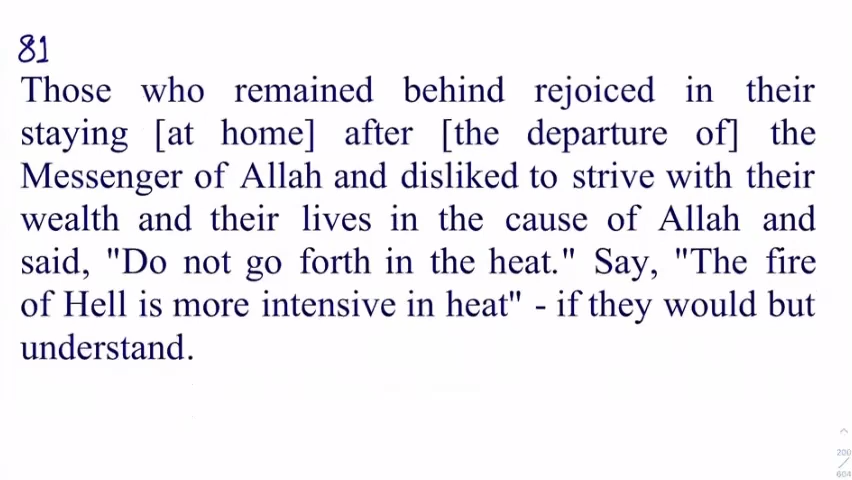 81
Those who remained behind rejoiced in their
staying [at home] after [the departure of] the
Messenger of Allah and disliked to strive with their
wealth and their lives in the cause of Allah and
said, "Do not go forth in the heat." Say, "The fire
of Hell is more intensive in heat" - if they would but
understand.
200
/
604